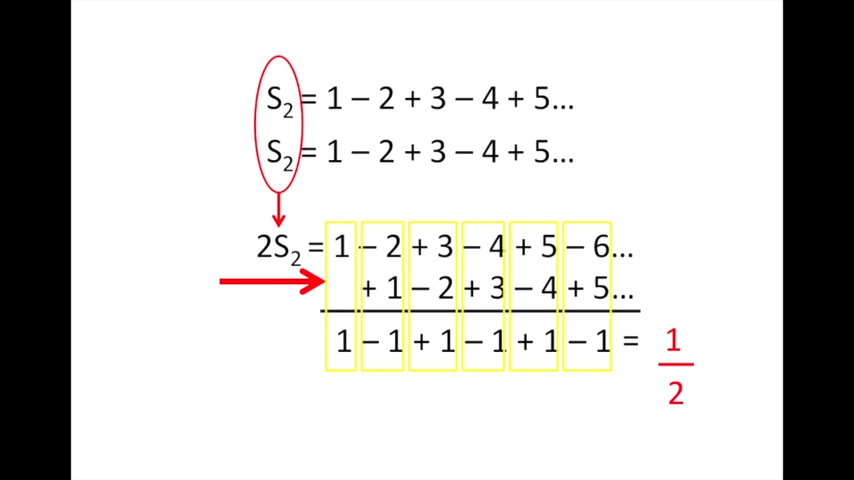 S₂ = 1 – 2 + 3 – 4 + 5...
S₂ = 1 – 2 + 3 – 4 + 5...
2S₂ = 1 – 2 + 3 – 4 + 5 – 6...
+ 1 – 2 + 3 – 4 + 5...
1 – 1 + 1 – 1 + 1 – 1 = 1/2